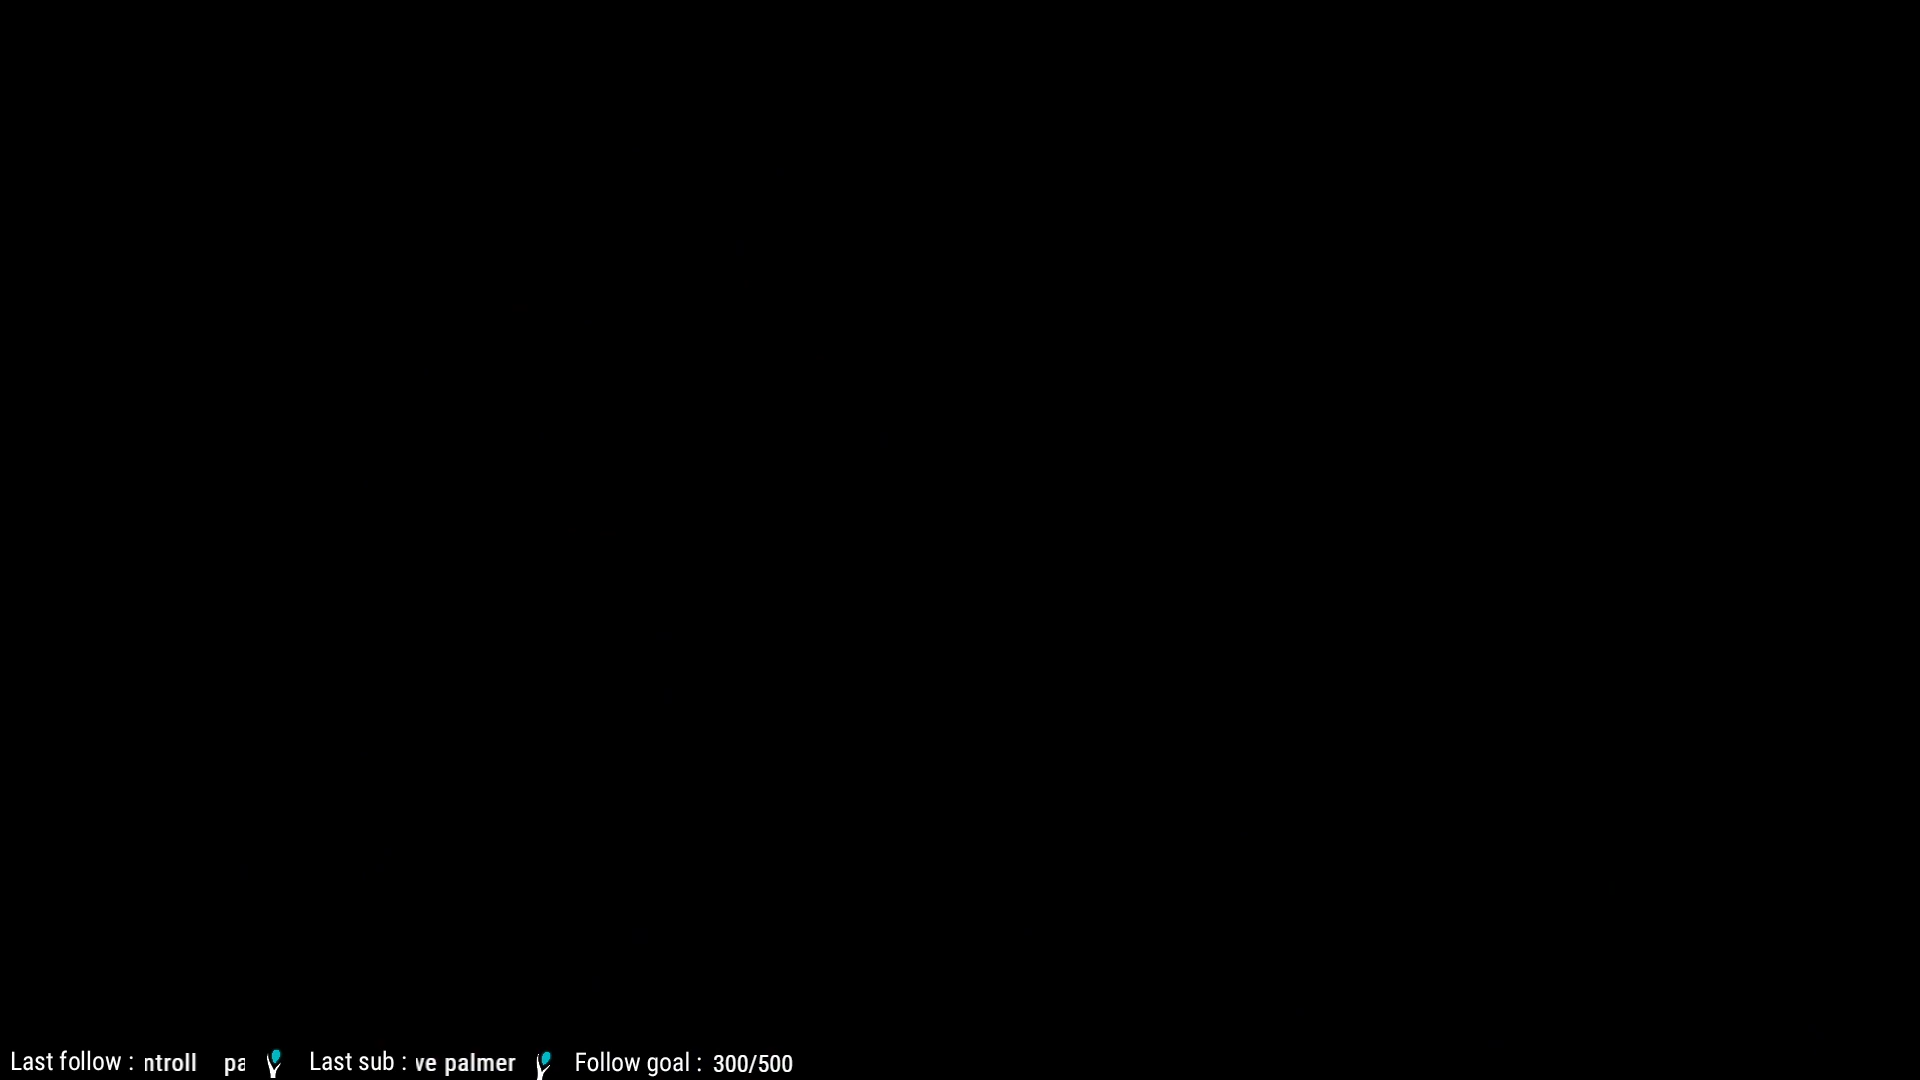 Last follow : ntroll pa Last sub : ve palmer Follow goal : 300/500